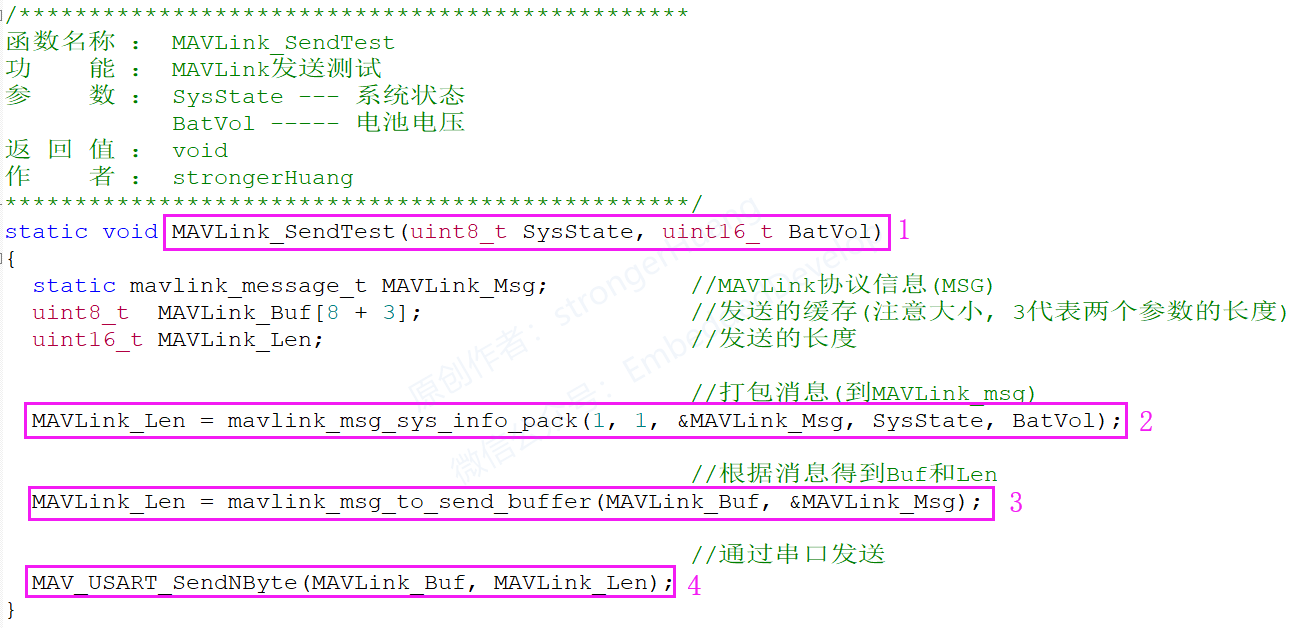 /************************************************
函数名称 ： MAVLink_SendTest
功    能 ： MAVLink发送测试
参    数 ： SysState --- 系统状态
BatVol ----- 电池电压
返 回 值 ： void
作    者 ： strongerHuang
*************************************************/
static void MAVLink_SendTest(uint8_t SysState, uint16_t BatVol) 1
{
static mavlink_message_t MAVLink_Msg; //MAVLink协议信息(MSG)
uint8_t  MAVLink_Buf[8 + 3]; //发送的缓存(注意大小, 3代表两个参数的长度)
uint16_t MAVLink_Len; //发送的长度
//打包消息(到MAVLink_msg)
MAVLink_Len = mavlink_msg_sys_info_pack(1, 1, &MAVLink_Msg, SysState, BatVol); 2
//根据消息得到Buf和Len
MAVLink_Len = mavlink_msg_to_send_buffer(MAVLink_Buf, &MAVLink_Msg); 3
//通过串口发送
MAV_USART_SendNByte(MAVLink_Buf, MAVLink_Len); 4
}
原创作者：strongerHuang